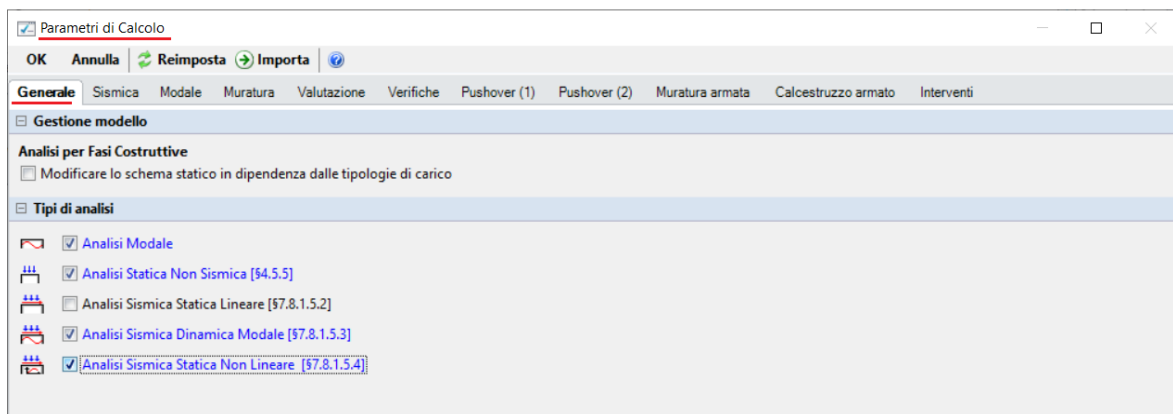 Parametri di Calcolo
OK Annulla Reimposta Importa
Generale Sismica Modale Muratura Valutazione Verifiche Pushover (1) Pushover (2) Muratura armata Calcestruzzo armato Interventi
Gestione modello
Analisi per Fasi Costruttive
Modificare lo schema statico in dipendenza dalle tipologie di carico
Tipi di analisi
Analisi Modale
Analisi Statica Non Sismica [§4.5.5]
Analisi Sismica Statica Lineare [§7.8.1.5.2]
Analisi Sismica Dinamica Modale [§7.8.1.5.3]
Analisi Sismica Statica Non Lineare [§7.8.1.5.4]